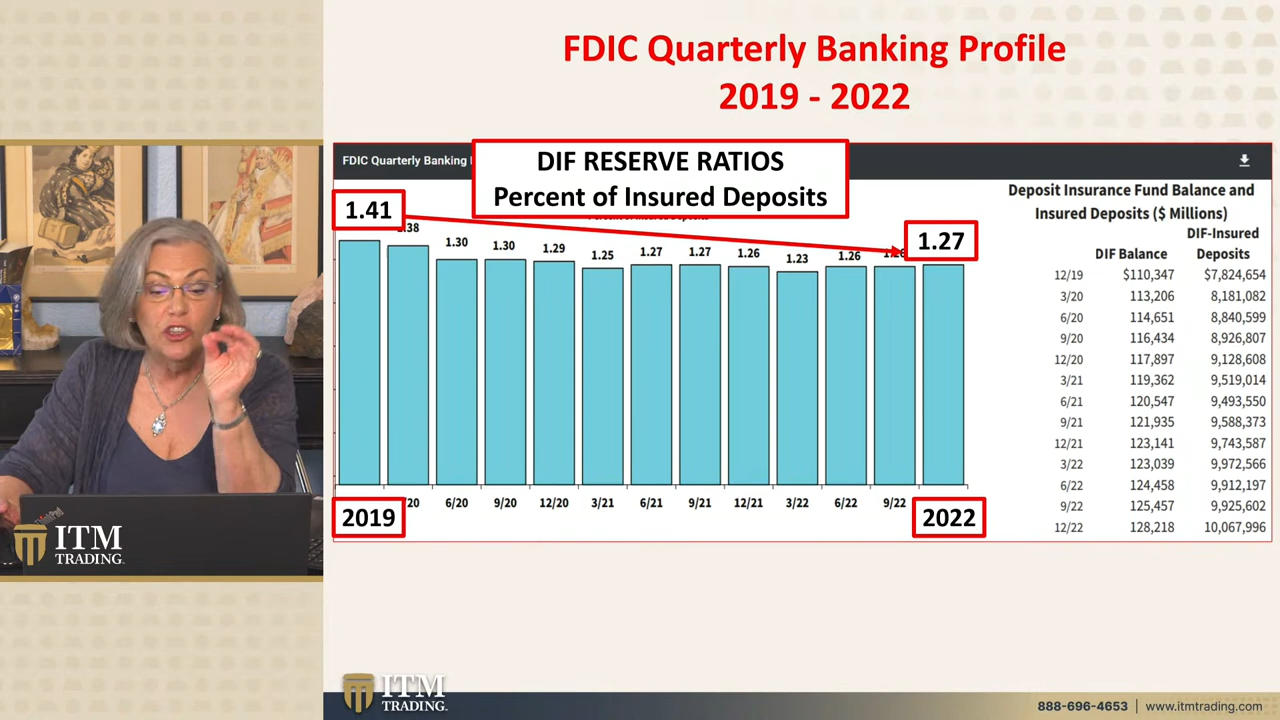 FDIC Quarterly Banking Profile
2019 - 2022
FDIC Quarterly Banking
DIF RESERVE RATIOS
Percent of Insured Deposits
1.41
1.38
1.30
1.30
1.29
1.25
1.27
1.27
1.26
1.23
1.26
1.27
2019
/20
6/20
9/20
12/20
3/21
6/21
9/21
12/21
3/22
6/22
9/22
2022
Deposit Insurance Fund Balance and
Insured Deposits ($ Millions)
DIF-Insured
DIF Balance Deposits
12/19 $110,347 $7,824,654
3/20 113,206 8,181,082
6/20 114,651 8,840,599
9/20 116,434 8,926,807
12/20 117,897 9,128,608
3/21 119,362 9,519,014
6/21 120,547 9,493,550
9/21 121,935 9,588,373
12/21 123,141 9,743,587
3/22 123,039 9,972,566
6/22 124,458 9,912,197
9/22 125,457 9,925,602
12/22 128,218 10,067,996
ITM
TRADING
ITM
TRADING
888-696-4653 | www.itmtrading.com